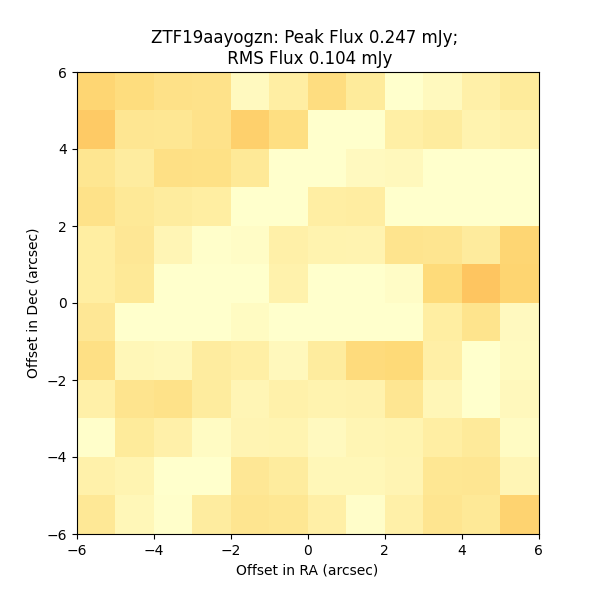 ZTF19aayogzn: Peak Flux 0.247 mJy;
RMS Flux 0.104 mJy
6
4
2
0
−2
−4
−6
Offset in Dec (arcsec)
−6 −4 −2 0 2 4 6
Offset in RA (arcsec)